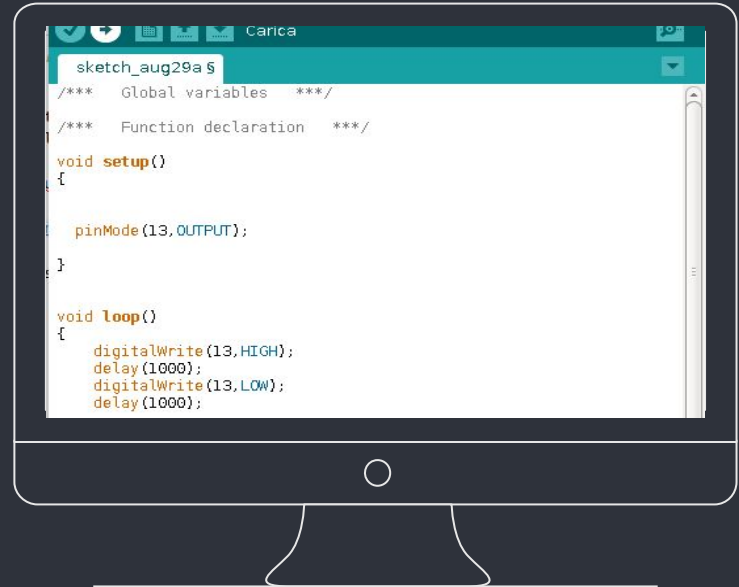 Carica
sketch_aug29a §
/***   Global variables   ***/
/***   Function declaration   ***/
void setup()
{
pinMode(13,OUTPUT);
}
void loop()
{
digitalWrite(13,HIGH);
delay(1000);
digitalWrite(13,LOW);
delay(1000);